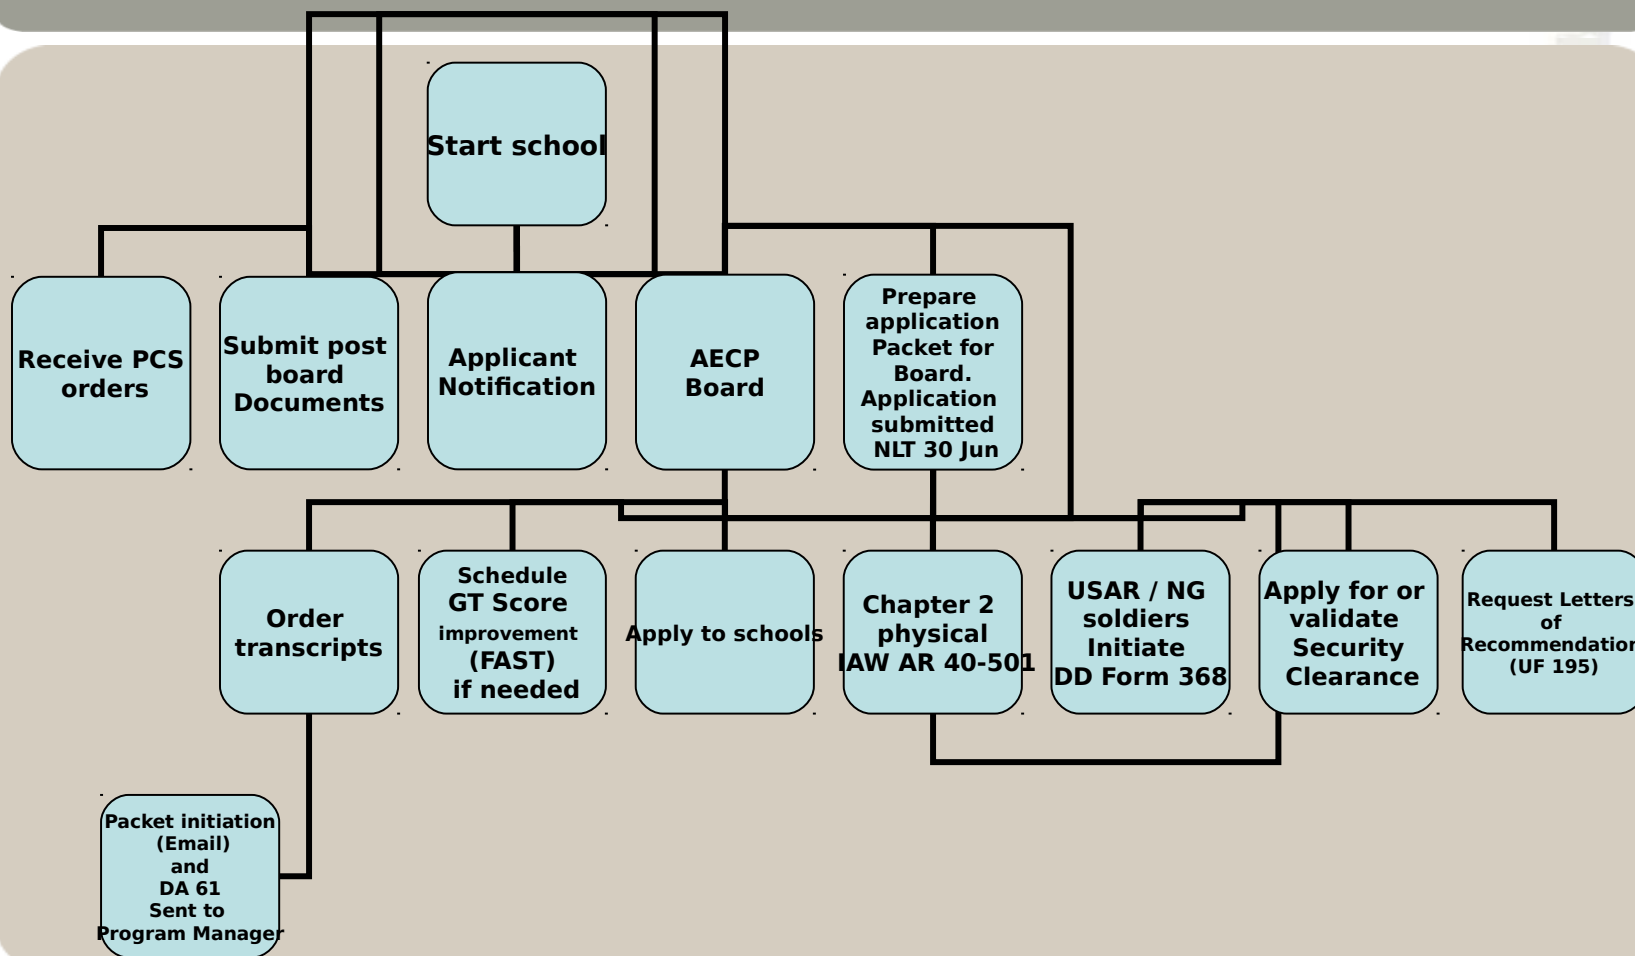 Start school
Receive PCS
orders
Submit post
board
Documents
Applicant
Notification
AECP
Board
Prepare
application
Packet for
Board.
Application
submitted
NLT 30 Jun
Order
transcripts
Schedule
GT Score
improvement
(FAST)
if needed
Apply to schools
Chapter 2
physical
IAW AR 40-501
USAR / NG
soldiers
Initiate
DD Form 368
Apply for or
validate
Security
Clearance
Request Letters
of
Recommendation
(UF 195)
Packet initiation
(Email)
and
DA 61
Sent to
Program Manager